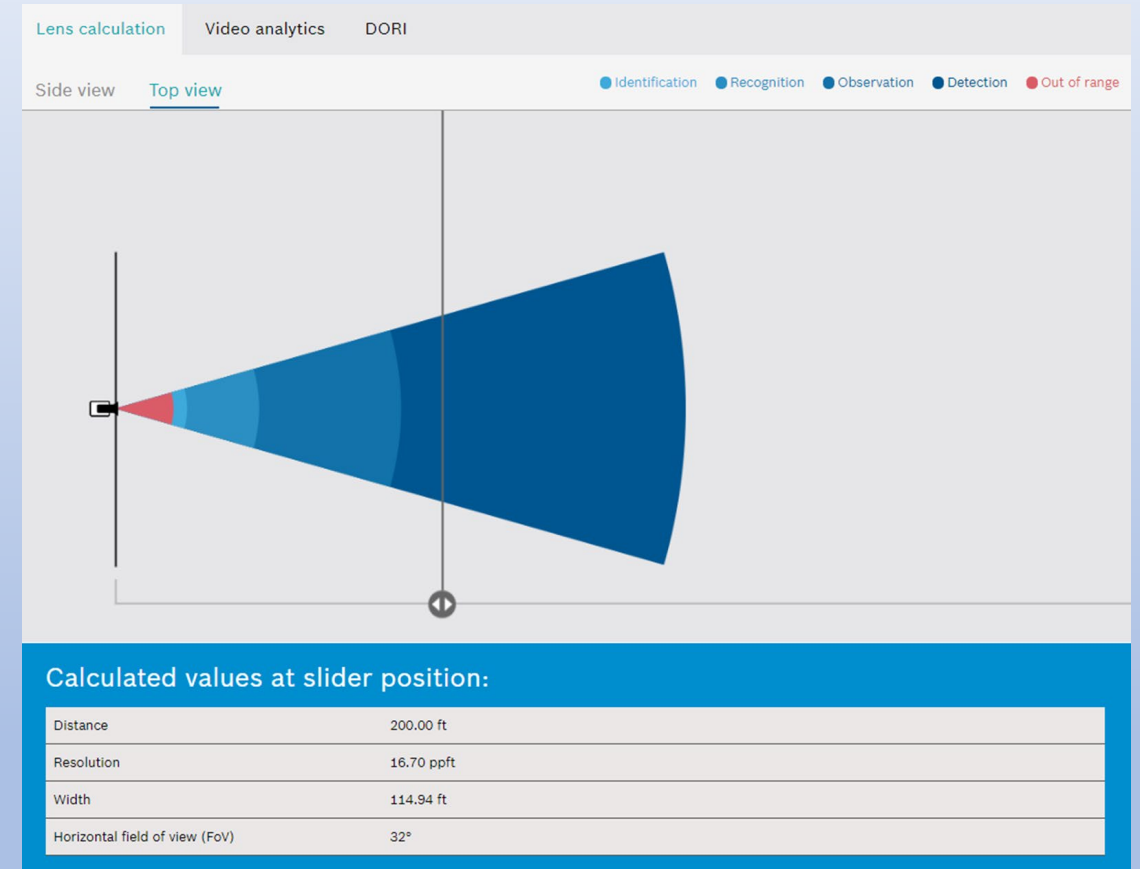 Lens calculation Video analytics DORI
Side view Top view Identification Recognition Observation Detection Out of range
Calculated values at slider position:
Distance 200.00 ft
Resolution 16.70 ppft
Width 114.94 ft
Horizontal field of view (FoV) 32°